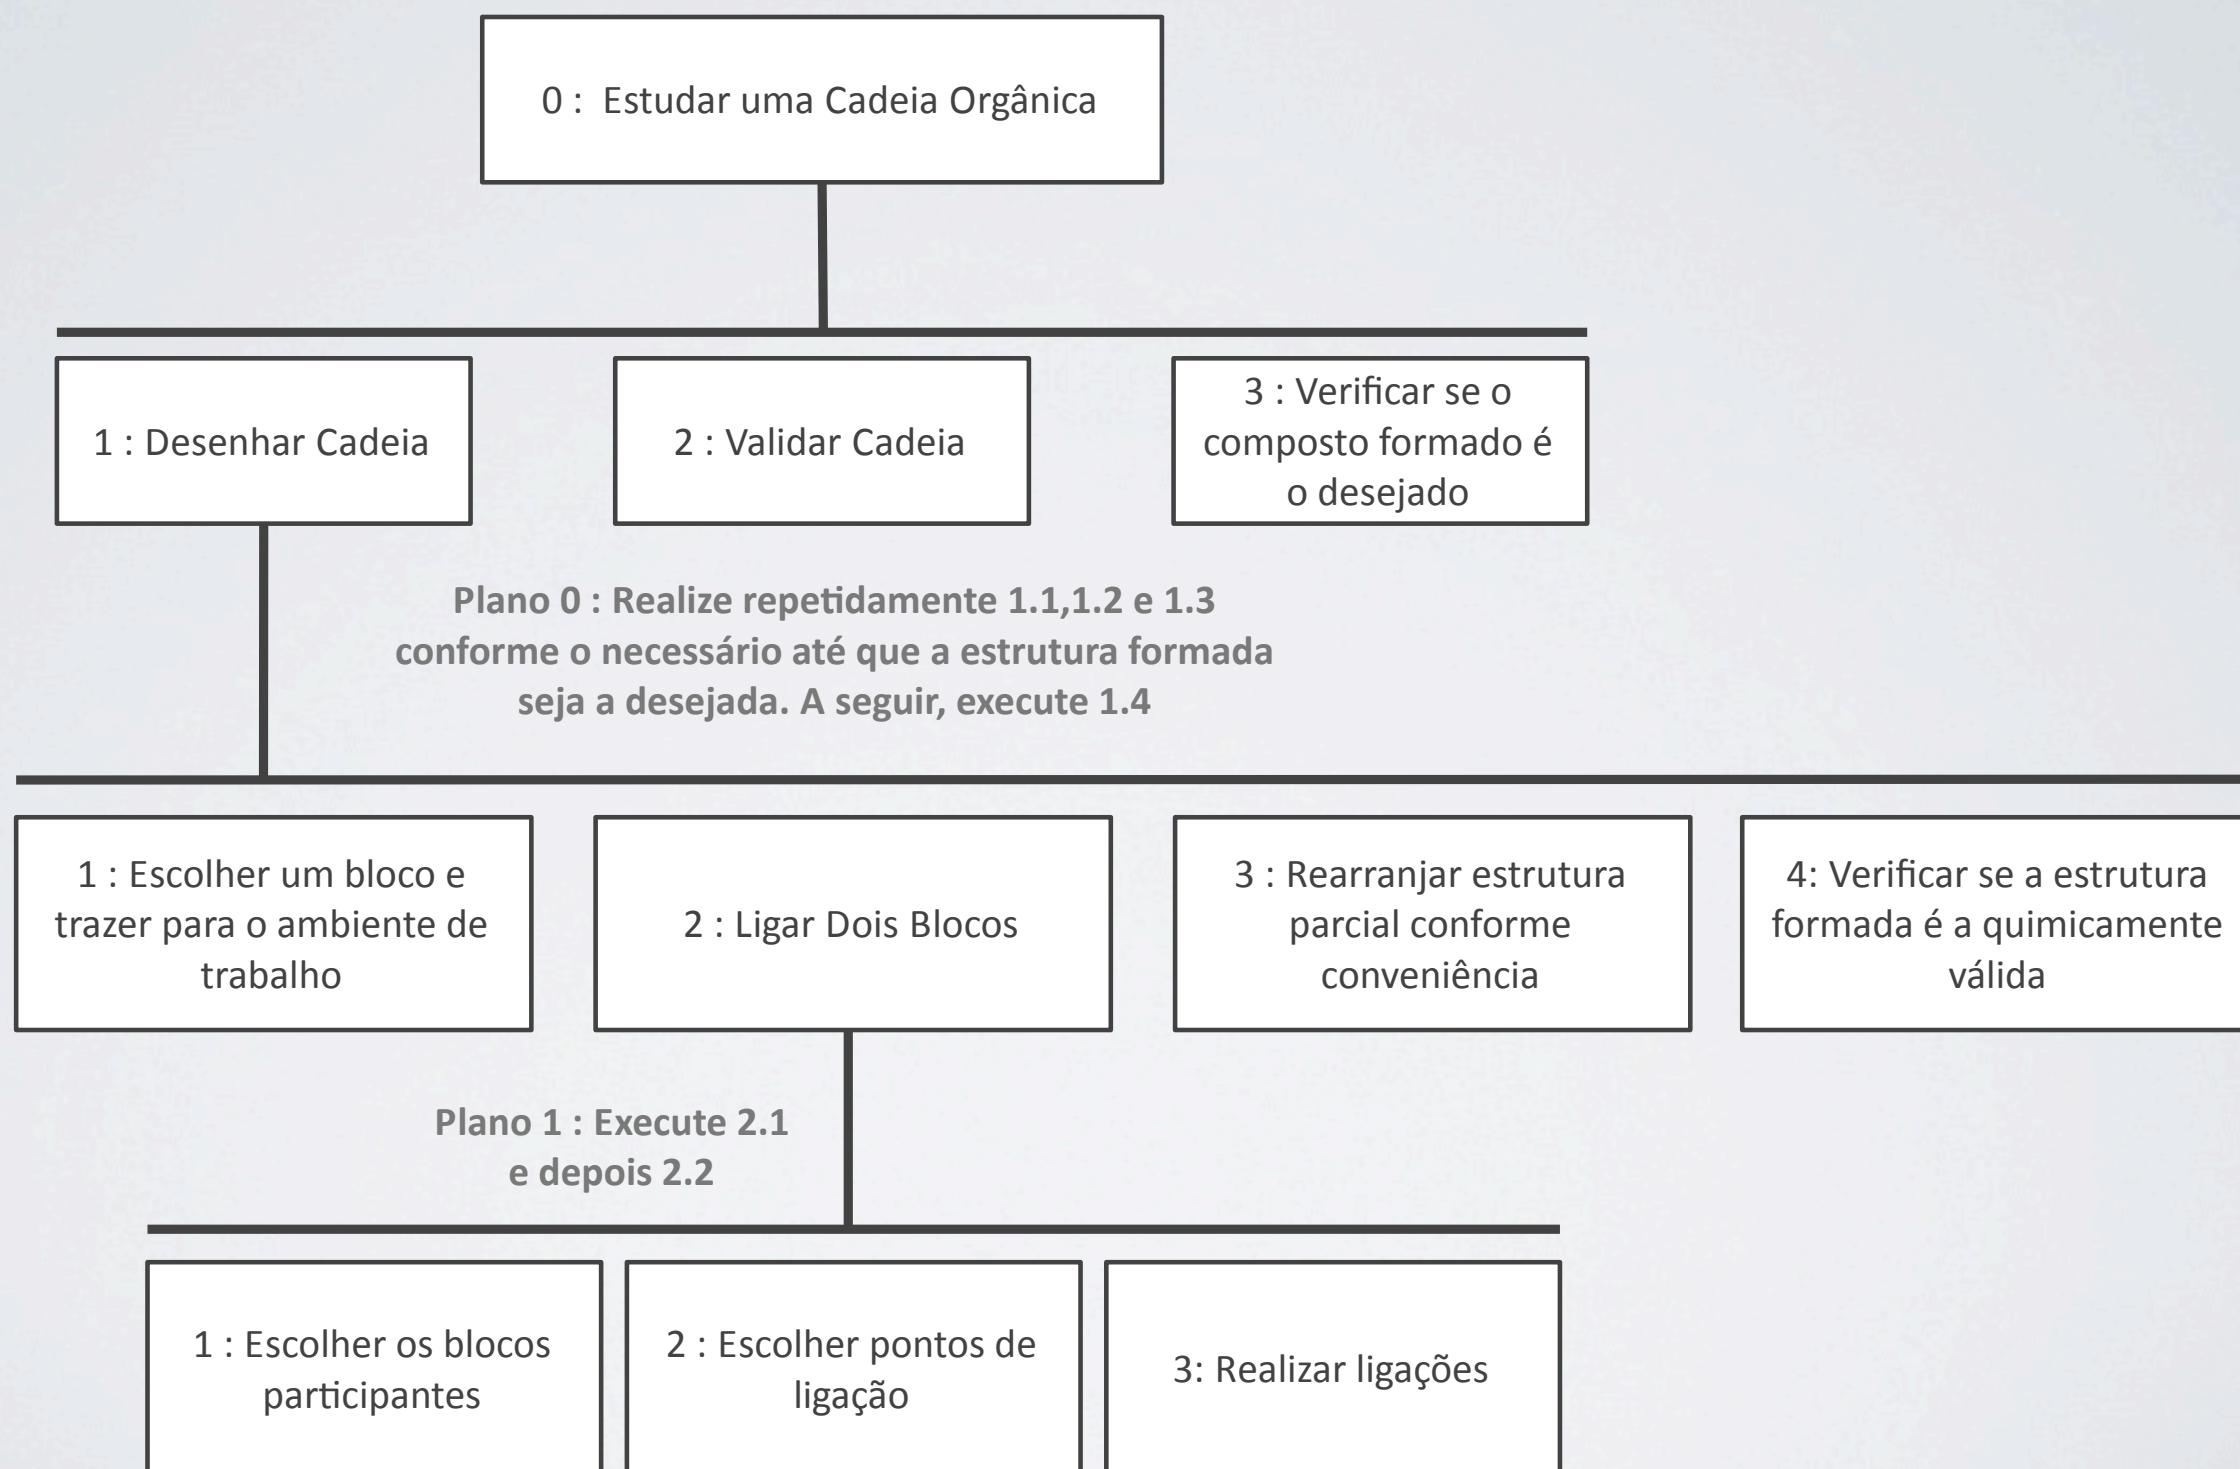 0 : Estudar uma Cadeia Orgânica
1 : Desenhar Cadeia
2 : Validar Cadeia
3 : Verificar se o
composto formado é
o desejado
Plano 0 : Realize repetidamente 1.1,1.2 e 1.3
conforme o necessário até que a estrutura formada
seja a desejada. A seguir, execute 1.4
1 : Escolher um bloco e
trazer para o ambiente de
trabalho
2 : Ligar Dois Blocos
3 : Rearranjar estrutura
parcial conforme
conveniência
4: Verificar se a estrutura
formada é a quimicamente
válida
Plano 1 : Execute 2.1
e depois 2.2
1 : Escolher os blocos
participantes
2 : Escolher pontos de
ligação
3: Realizar ligações